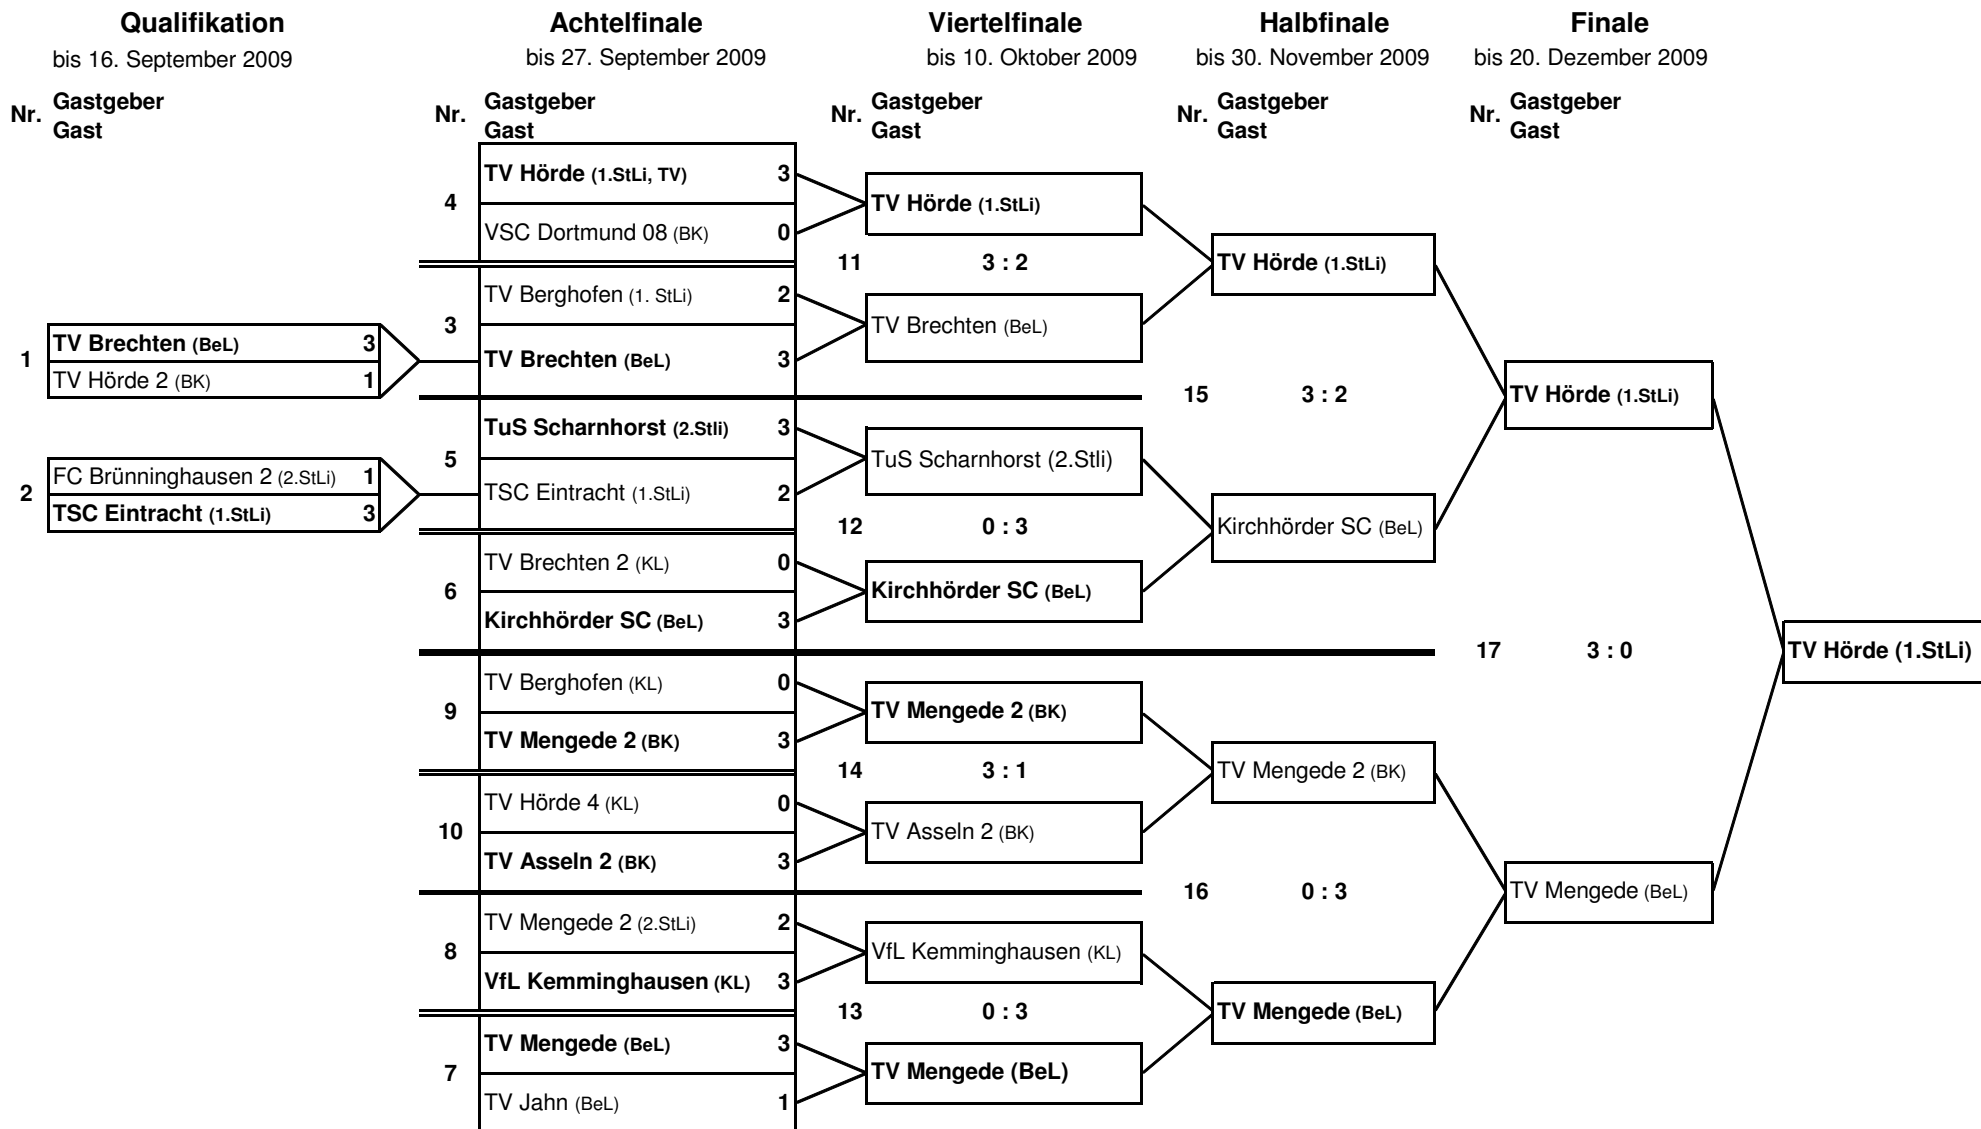 Qualifikation
bis 16. September 2009
Nr. Gastgeber
Gast
1
TV Brechten (BeL) 3
TV Hörde 2 (BK) 1
2
FC Brünninghausen 2 (2.StLi) 1
TSC Eintracht (1.StLi) 3
Achtelfinale
bis 27. September 2009
Nr. Gastgeber
Gast
4
TV Hörde (1.StLi, TV) 3
VSC Dortmund 08 (BK) 0
3
TV Berghofen (1. StLi) 2
TV Brechten (BeL) 3
5
TuS Scharnhorst (2.Stli) 3
TSC Eintracht (1.StLi) 2
6
TV Brechten 2 (KL) 0
Kirchhörder SC (BeL) 3
9
TV Berghofen (KL) 0
TV Mengede 2 (BK) 3
10
TV Hörde 4 (KL) 0
TV Asseln 2 (BK) 3
8
TV Mengede 2 (2.StLi) 2
VfL Kemminghausen (KL) 3
7
TV Mengede (BeL) 3
TV Jahn (BeL) 1
Viertelfinale
bis 10. Oktober 2009
Nr. Gastgeber
Gast
TV Hörde (1.StLi)
11 3 : 2
TV Brechten (BeL)
TuS Scharnhorst (2.Stli)
12 0 : 3
Kirchhörder SC (BeL)
TV Mengede 2 (BK)
14 3 : 1
TV Asseln 2 (BK)
VfL Kemminghausen (KL)
13 0 : 3
TV Mengede (BeL)
Halbfinale
bis 30. November 2009
Nr. Gastgeber
Gast
TV Hörde (1.StLi)
15 3 : 2
Kirchhörder SC (BeL)
TV Mengede 2 (BK)
16 0 : 3
TV Mengede (BeL)
Finale
bis 20. Dezember 2009
Nr. Gastgeber
Gast
TV Hörde (1.StLi)
17 3 : 0
TV Mengede (BeL)
TV Hörde (1.StLi)